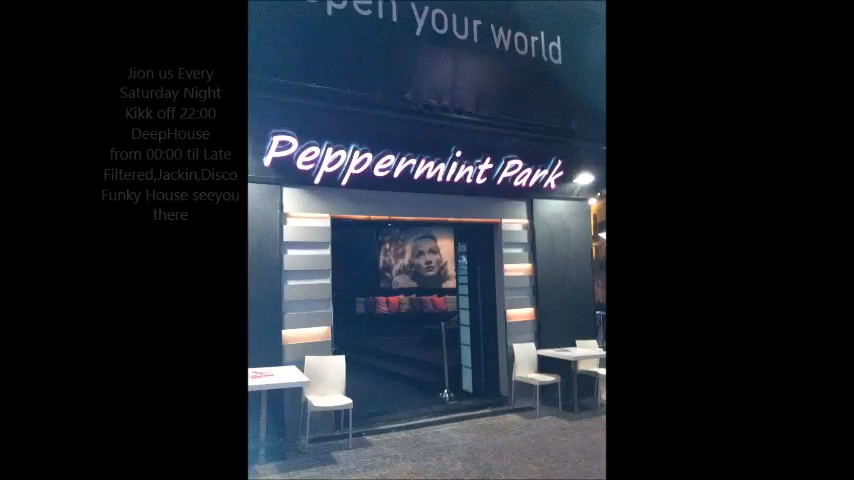 open your world
Peppermint Park
Jion us Every
Saturday Night
Kikk off 22:00
DeepHouse
from 00:00 til Late
Filtered,Jackin,Disco
Funky House seeyou
there